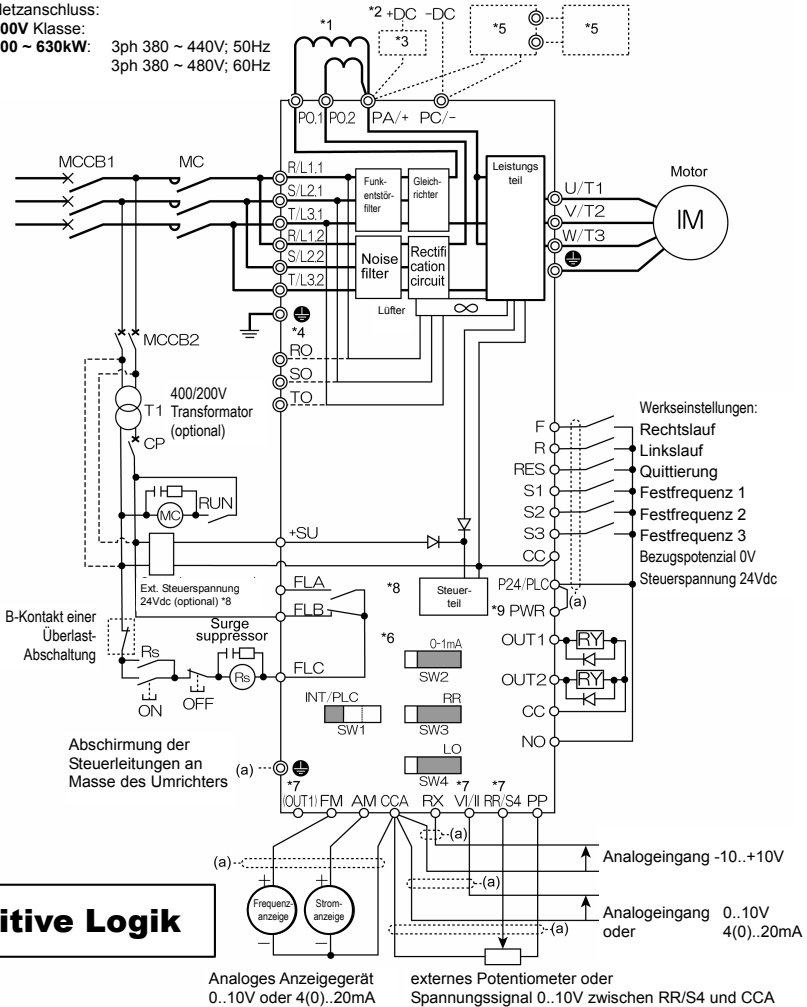 letzanschluss:
00V Klasse:
00 ~ 630kW: 3ph 380 ~ 440V; 50Hz
3ph 380 ~ 480V; 60Hz
*1
*2 +DC -DC
*3
*5
*5
PO.1 PO.2 PA/+ PC/-
MCCB1 MC
R/L1.1
S/L2.1
T/L3.1
R/L1.2
S/L2.2
T/L3.2
Funk-
entstör-
filter
Gleich-
richter
Leistungs
teil
Noise
filter
Rectifi
cation
circuit
Lüfter
U/T1
V/T2
W/T3
Motor
IM
*4
RO
SO
TO
MCCB2
T1
400/200V
Transformator
(optional)
CP
MC
RUN
Ext. Steuerspannung
24Vdc (optional) *8
B-Kontakt einer
Überlast-
Abschaltung
Rs
ON
OFF
Surge
suppressor
Rs
+SU
FLA
FLB
FLC
*8
Steuer-
teil
*6
0-1mA
SW2
INT/PLC
SW1
RR
SW3
LO
SW4
Werkseinstellungen:
F Rechtslauf
R Linkslauf
RES Quittierung
S1 Festfrequenz 1
S2 Festfrequenz 2
S3 Festfrequenz 3
CC Bezugspotenzial 0V
P24/PLC Steuerspannung 24Vdc
*9 PWR
(a)
OUT1 RY
OUT2 RY
CC
NO
Abschirmung der
Steuerleitungen an
Masse des Umrichters
(a)
*7 *7 *7
(OUT1) FM AM CCA RX VI/II RR/S4 PP
(a)
(a)
(a)
(a)
+ +
Frequenz-
anzeige
Strom-
anzeige
− −
Analogeingang -10..+10V
Analogeingang 0..10V
oder 4(0)..20mA
itive Logik
Analoges Anzeigegerät
0..10V oder 4(0)..20mA
externes Potentiometer oder
Spannungssignal 0..10V zwischen RR/S4 und CCA